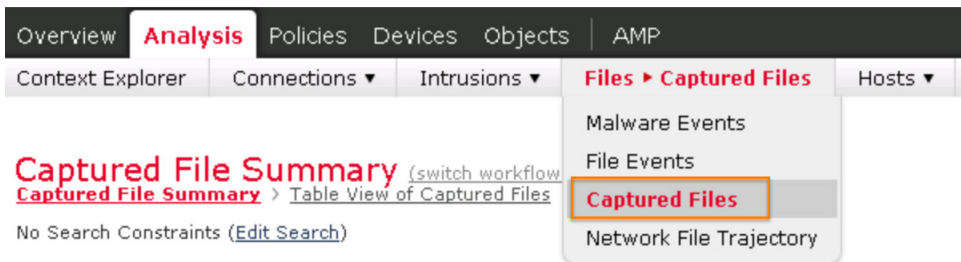 Overview Analysis Policies Devices Objects AMP
Context Explorer Connections ▼ Intrusions ▼ Files ▸ Captured Files Hosts ▼
Malware Events
File Events
Captured Files
Network File Trajectory
Captured File Summary (switch workflow
Captured File Summary > Table View of Captured Files
No Search Constraints (Edit Search)